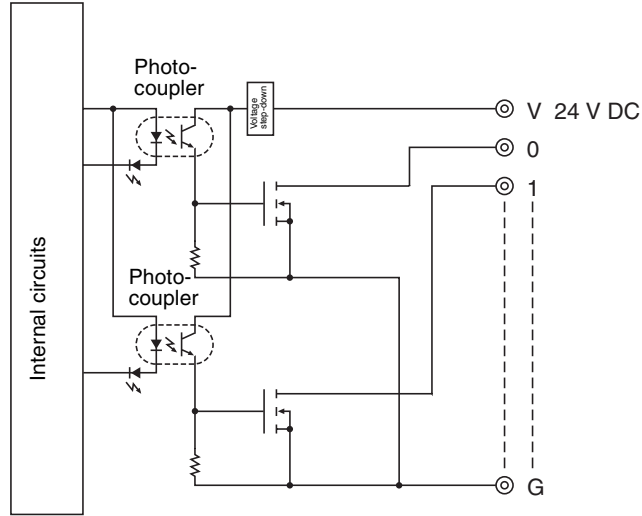 Photo-
coupler
Voltage
step-down
V 24 V DC
0
1
Internal circuits
Photo-
coupler
G